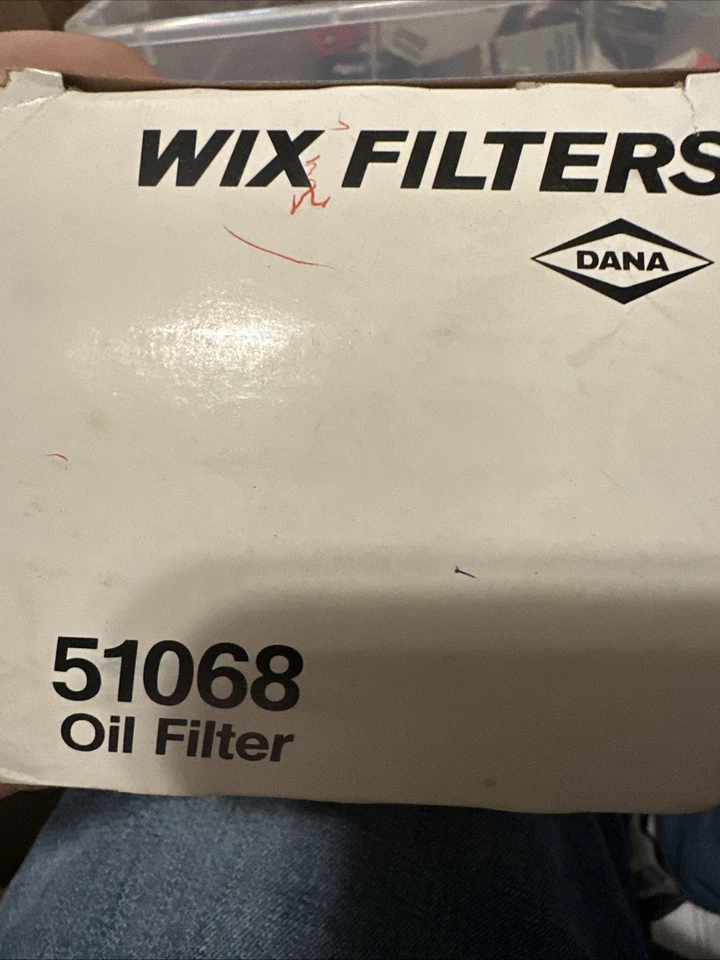 WIX FILTERS
DANA
51068
Oil Filter